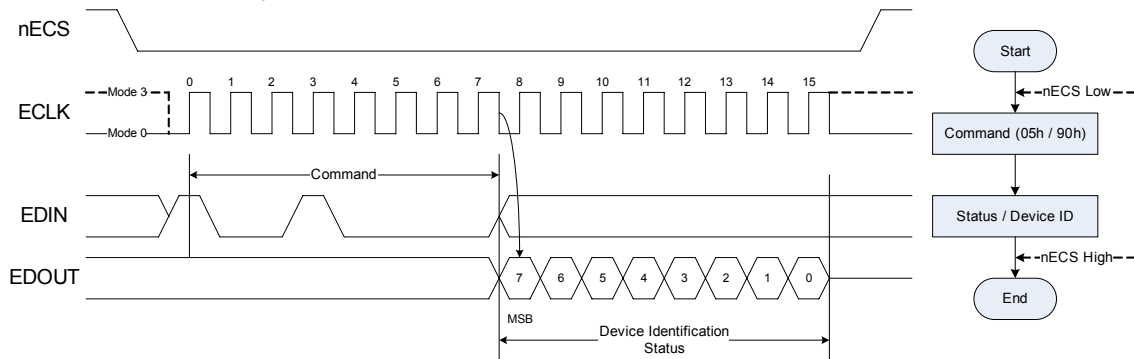 nECS
Start
0 1 2 3 4 5 6 7 8 9 10 11 12 13 14 15
Mode 3
nECS Low
ECLK
Mode 0
Command (05h / 90h)
Command
EDIN
Status / Device ID
nECS High
EDOUT
7 6 5 4 3 2 1 0
End
MSB
Device Identification
Status